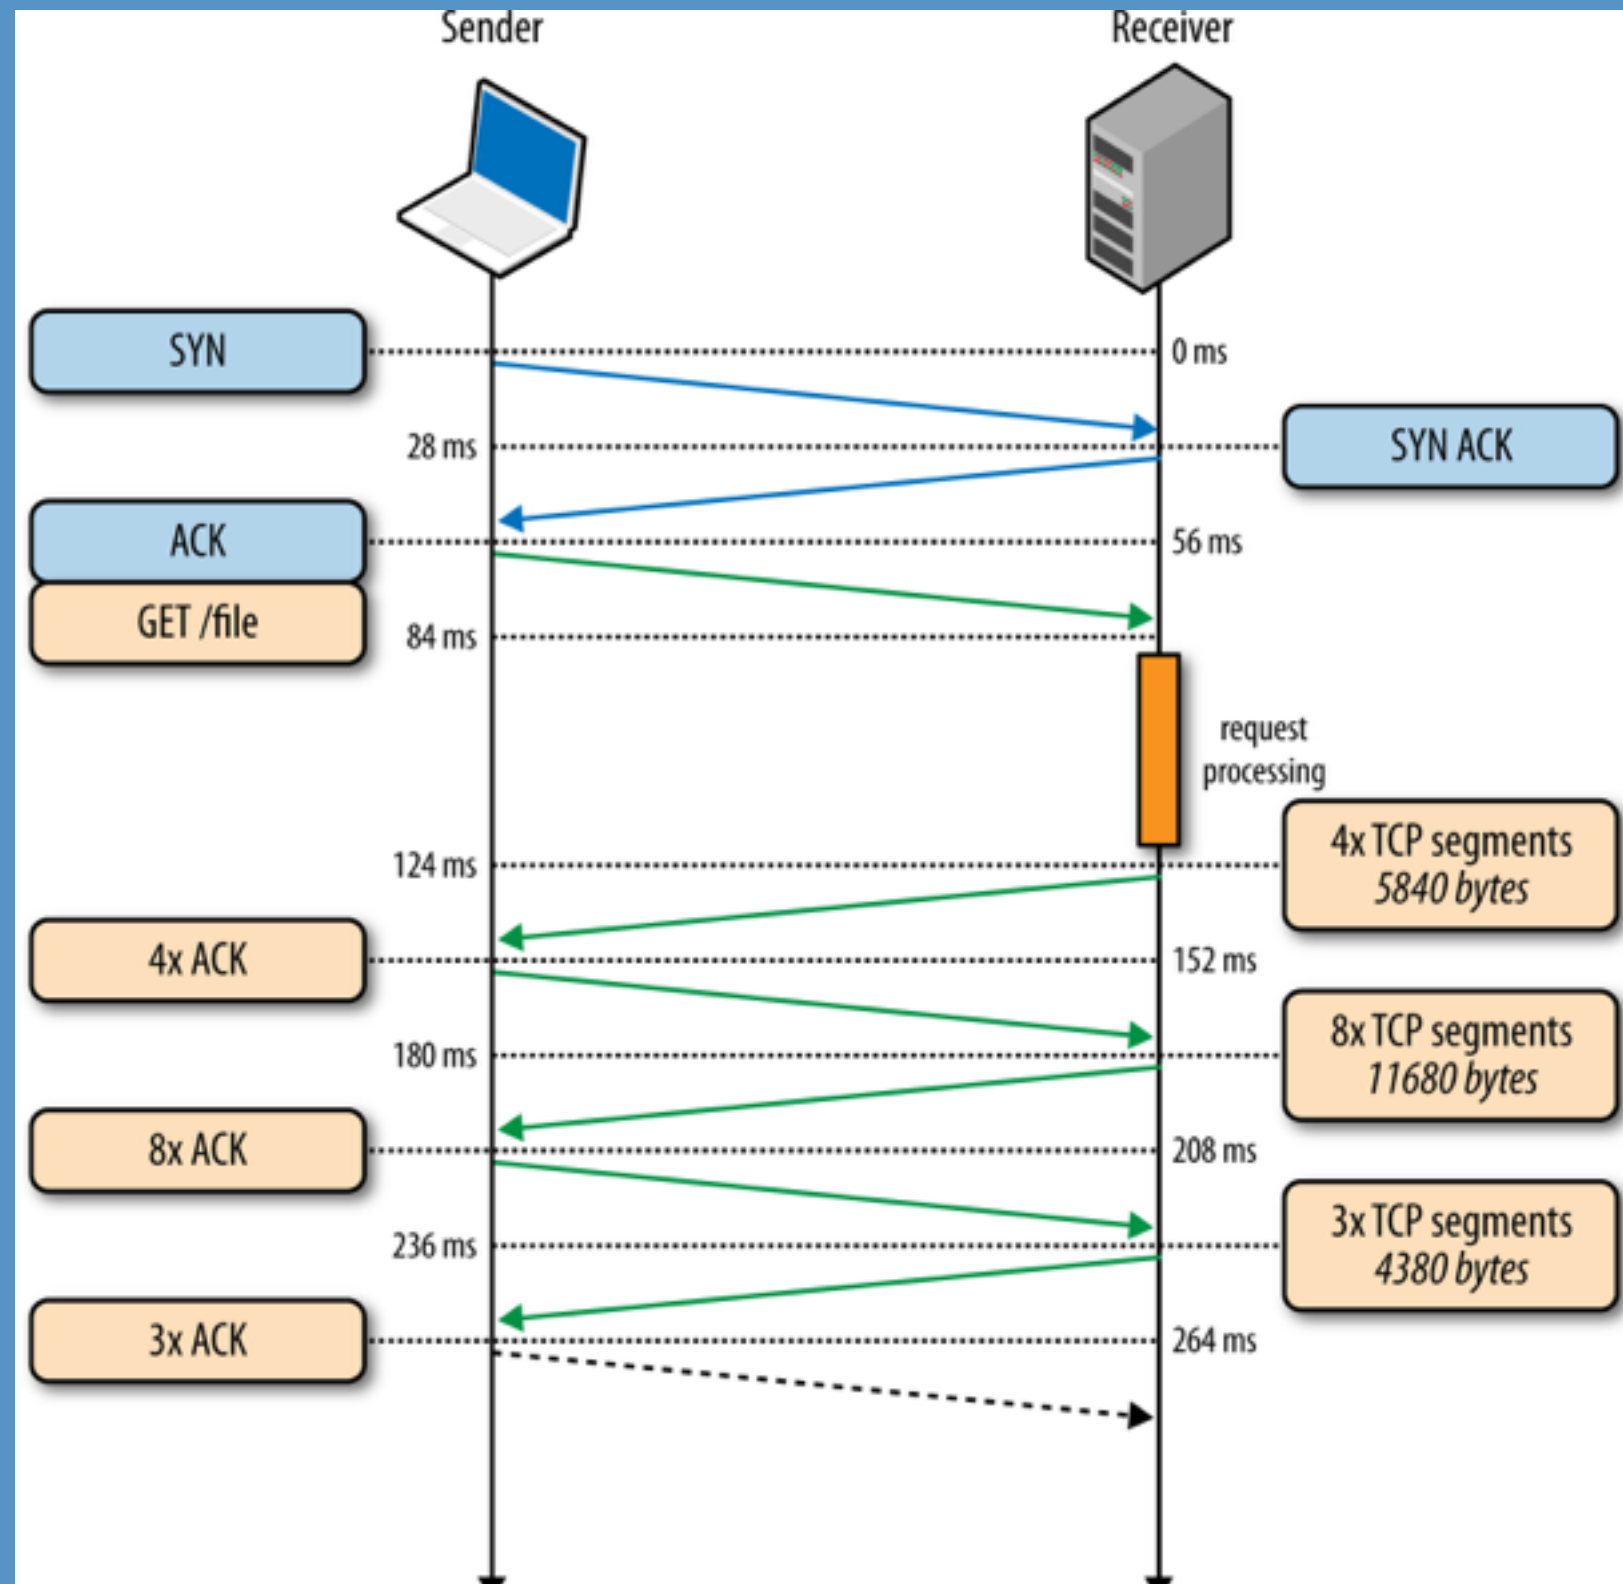 Sender
Receiver
SYN
0 ms
28 ms
SYN ACK
ACK
56 ms
GET /file
84 ms
request
processing
124 ms
4x TCP segments
5840 bytes
4x ACK
152 ms
180 ms
8x TCP segments
11680 bytes
8x ACK
208 ms
236 ms
3x TCP segments
4380 bytes
3x ACK
264 ms